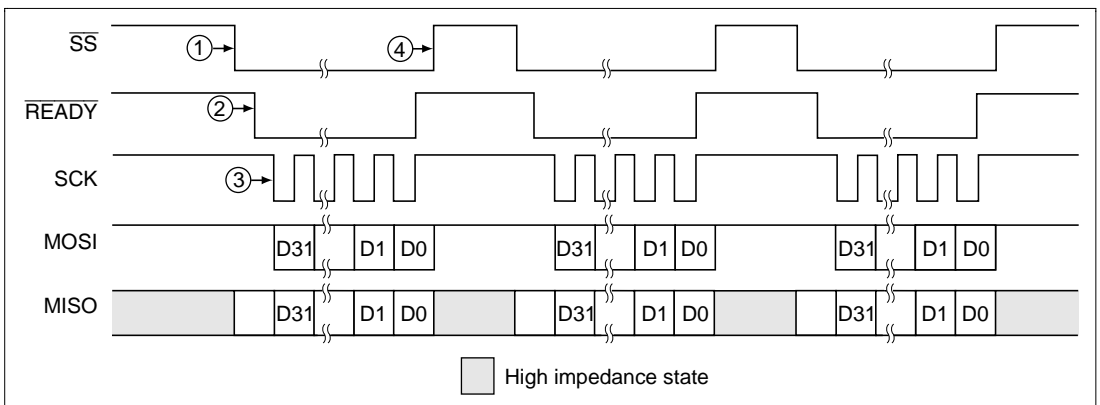 SS ① ④
READY ②
SCK ③
MOSI D31 D1 D0 D31 D1 D0 D31 D1 D0
MISO D31 D1 D0 D31 D1 D0 D31 D1 D0
High impedance state